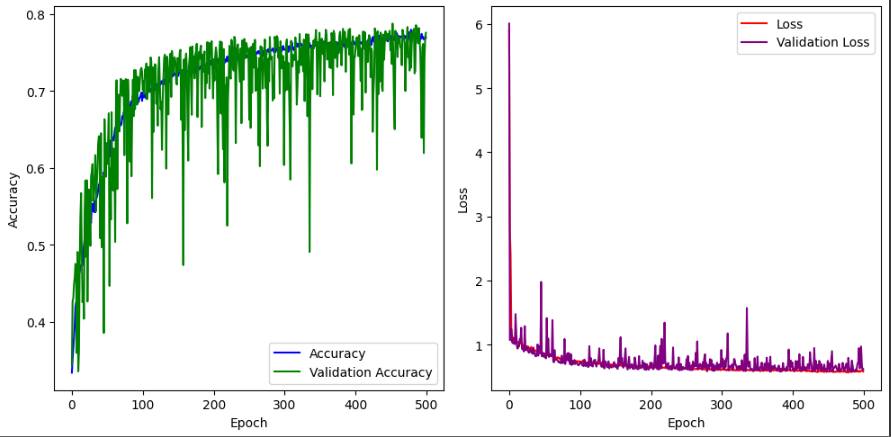 0.8
0.7
0.6
0.5
0.4
Accuracy
Accuracy
Validation Accuracy
0 100 200 300 400 500
Epoch
6
5
4
3
2
1
Loss
Loss
Validation Loss
0 100 200 300 400 500
Epoch